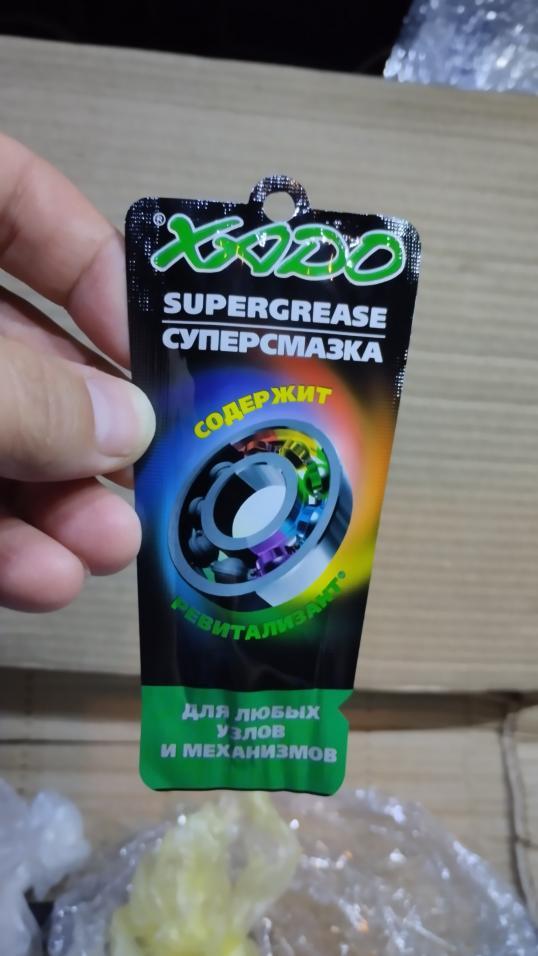 ®
XADO
SUPERGREASE
СУПЕРСМАЗКА
СОДЕРЖИТ
РЕВИТАЛИЗАНТ®
ДЛЯ ЛЮБЫХ
УЗЛОВ
И МЕХАНИЗМОВ